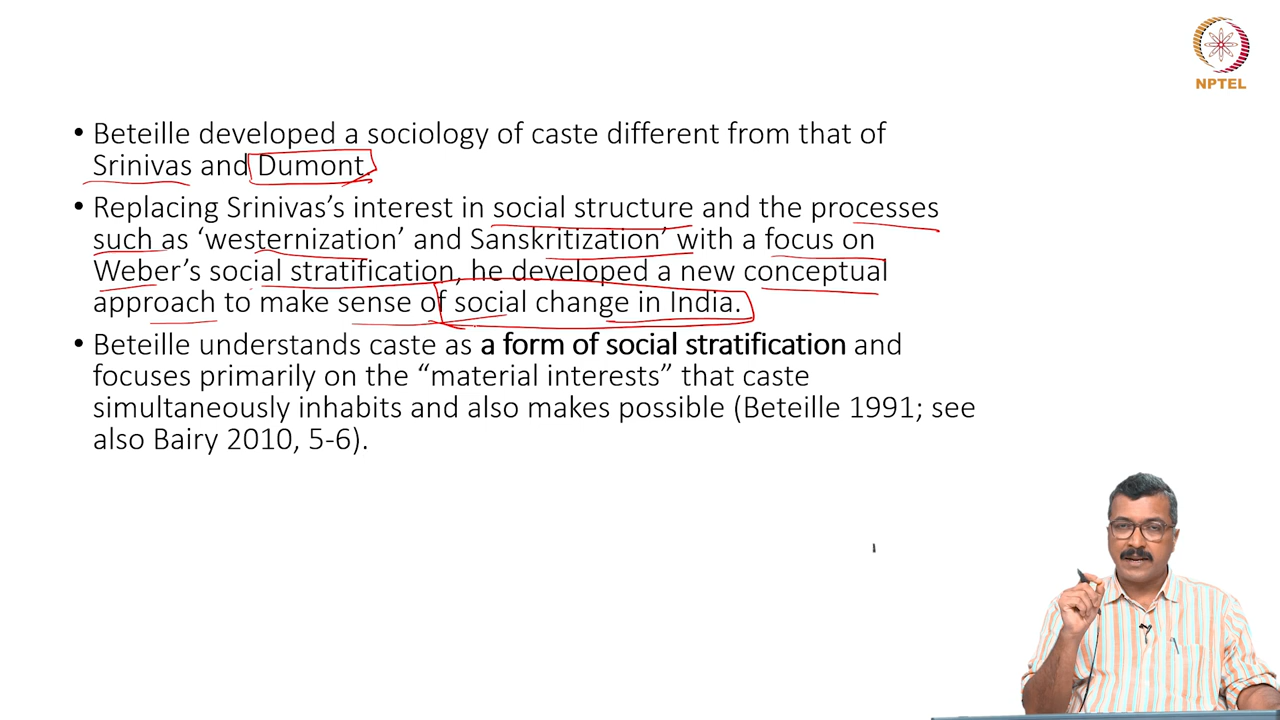 NPTEL
• Beteille developed a sociology of caste different from that of
Srinivas and Dumont.
• Replacing Srinivas's interest in social structure and the processes
such as 'westernization' and Sanskritization' with a focus on
Weber's social stratification, he developed a new conceptual
approach to make sense of social change in India.
• Beteille understands caste as a form of social stratification and
focuses primarily on the “material interests” that caste
simultaneously inhabits and also makes possible (Beteille 1991; see
also Bairy 2010, 5-6).